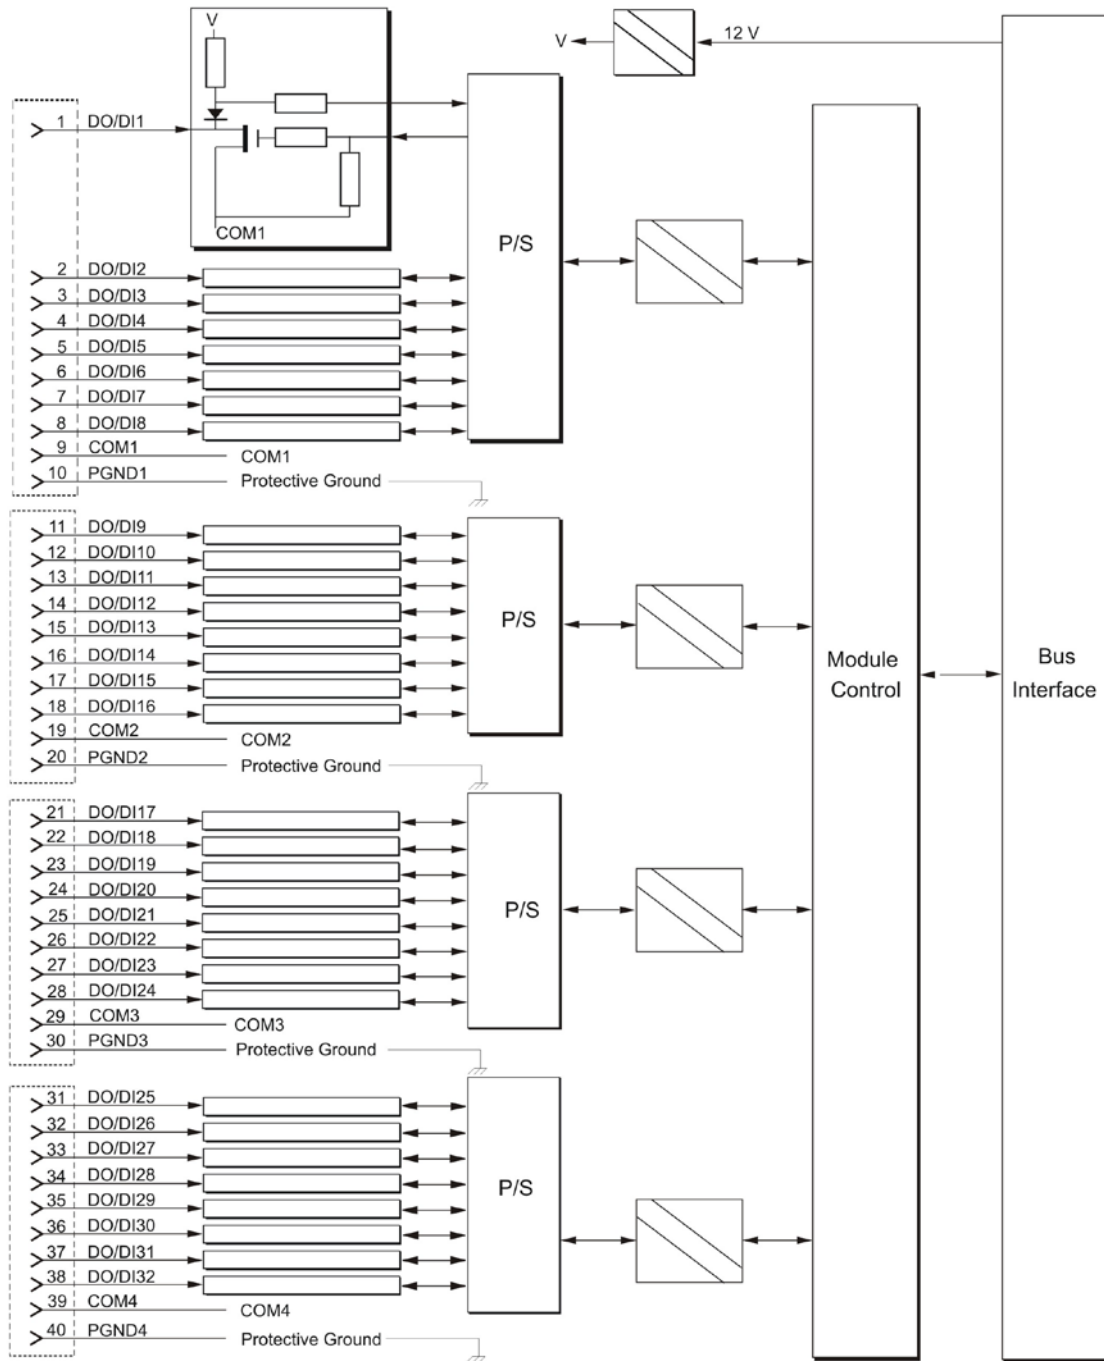 V
V
12 V
1 DO/DI1
COM1
P/S
2 DO/DI2
3 DO/DI3
4 DO/DI4
5 DO/DI5
6 DO/DI6
7 DO/DI7
8 DO/DI8
9 COM1
COM1
10 PGND1
Protective Ground
11 DO/DI9
12 DO/DI10
13 DO/DI11
14 DO/DI12
15 DO/DI13
16 DO/DI14
17 DO/DI15
18 DO/DI16
19 COM2
COM2
20 PGND2
Protective Ground
P/S
Module
Control
Bus
Interface
21 DO/DI17
22 DO/DI18
23 DO/DI19
24 DO/DI20
25 DO/DI21
26 DO/DI22
27 DO/DI23
28 DO/DI24
29 COM3
COM3
30 PGND3
Protective Ground
P/S
31 DO/DI25
32 DO/DI26
33 DO/DI27
34 DO/DI28
35 DO/DI29
36 DO/DI30
37 DO/DI31
38 DO/DI32
39 COM4
COM4
40 PGND4
Protective Ground
P/S